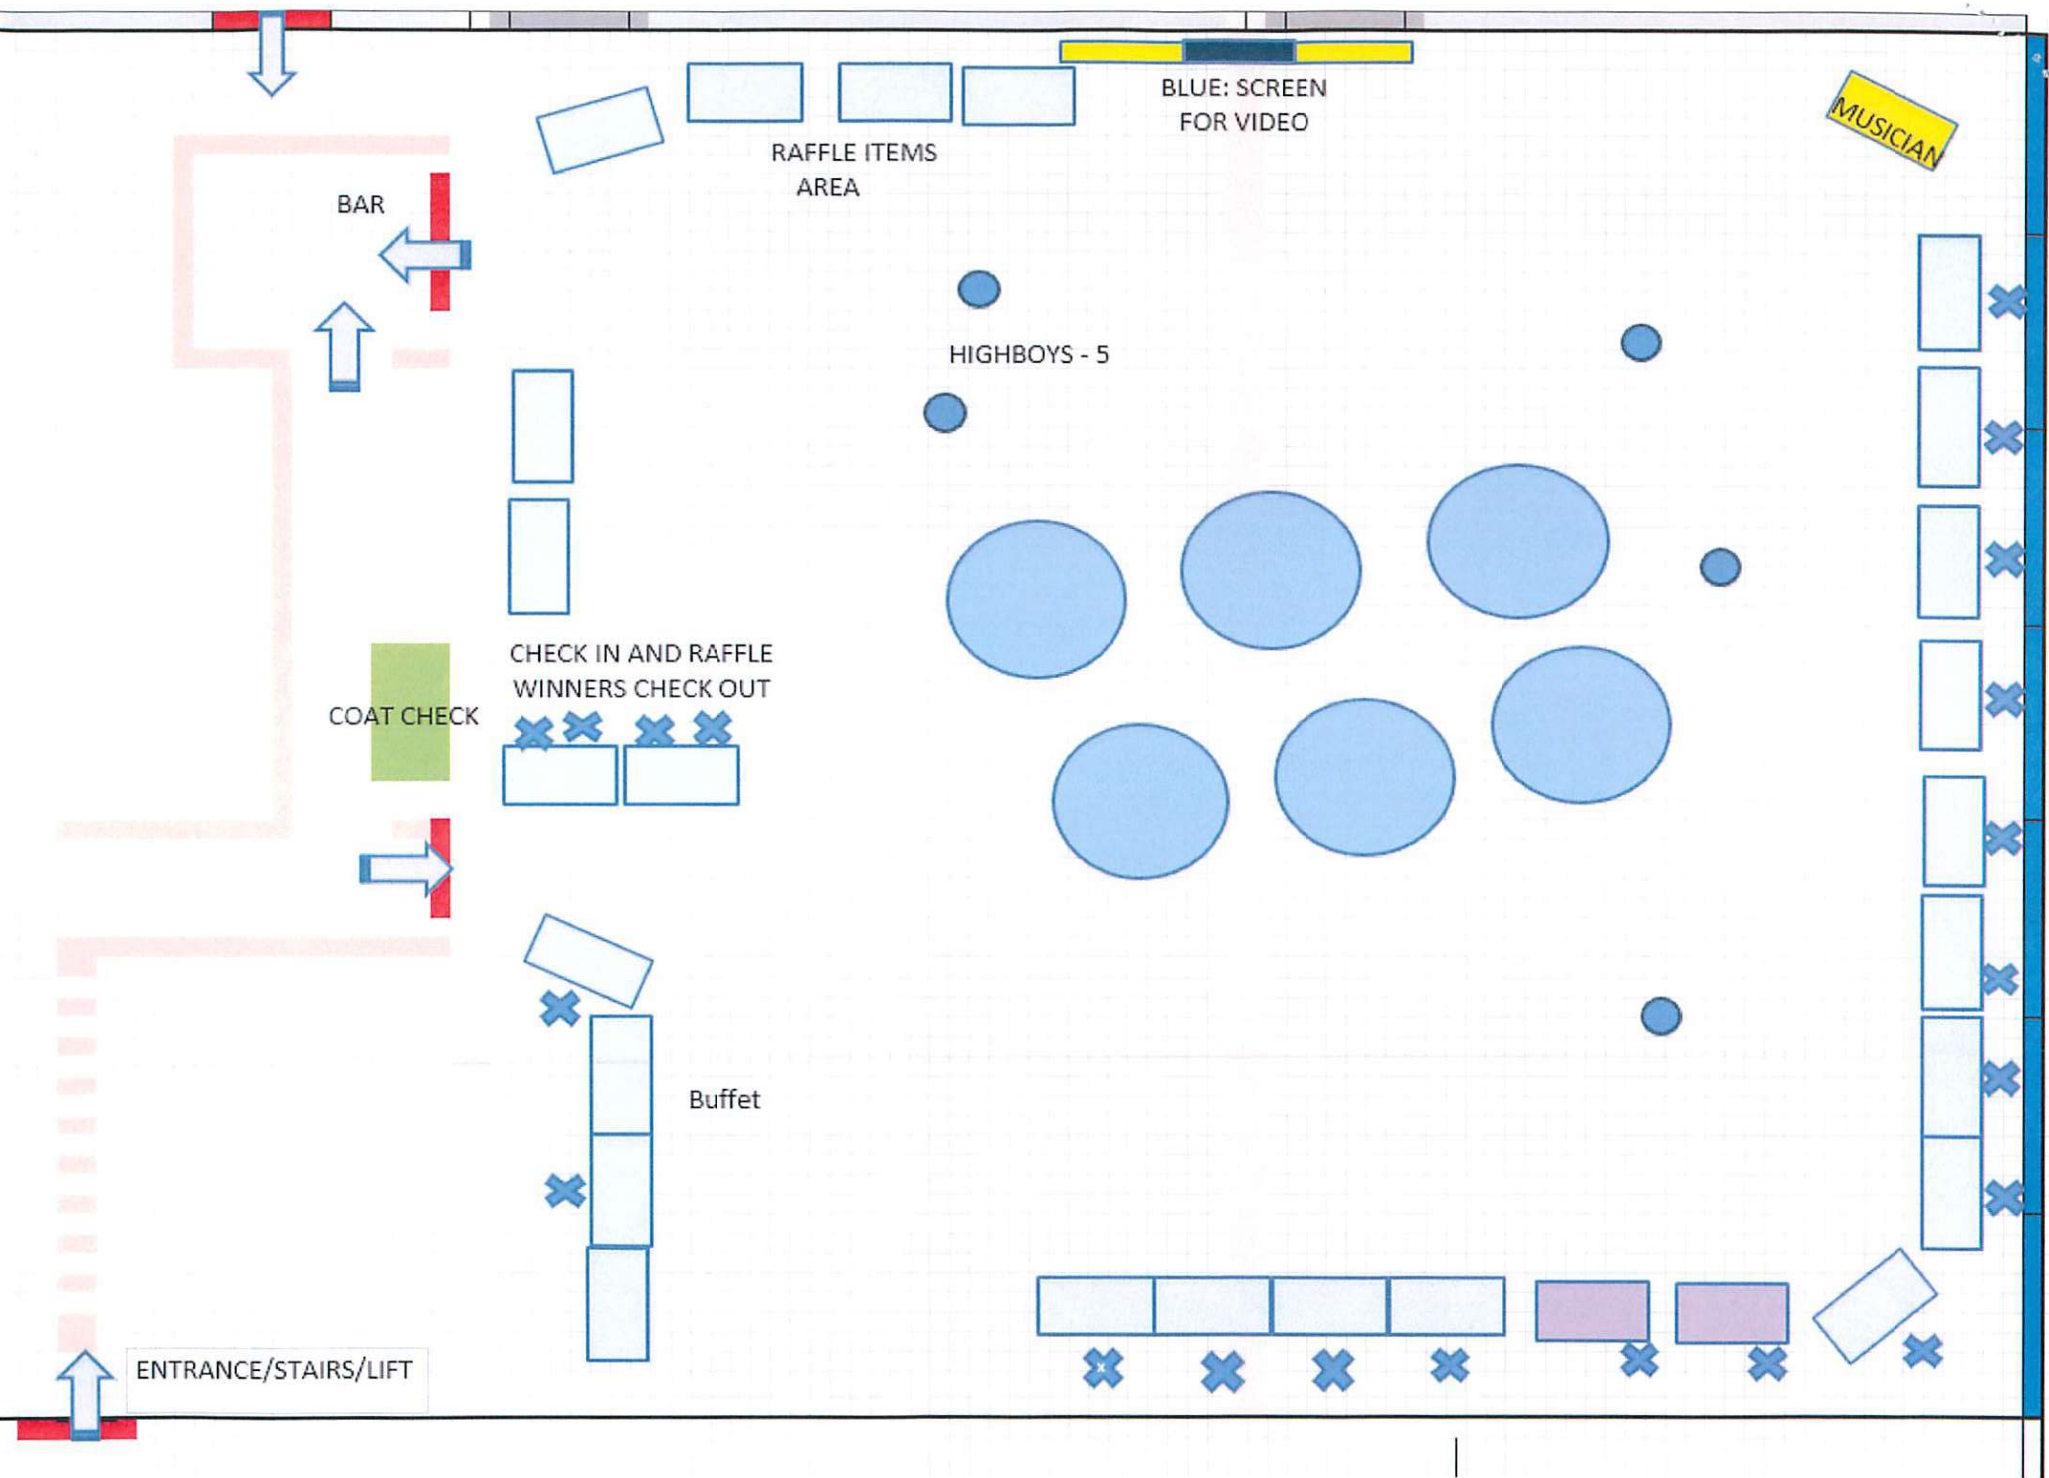 BLUE: SCREEN
FOR VIDEO
MUSICIAN
RAFFLE ITEMS
AREA
BAR
HIGHBOYS - 5
CHECK IN AND RAFFLE
WINNERS CHECK OUT
COAT CHECK
Buffet
ENTRANCE/STAIRS/LIFT